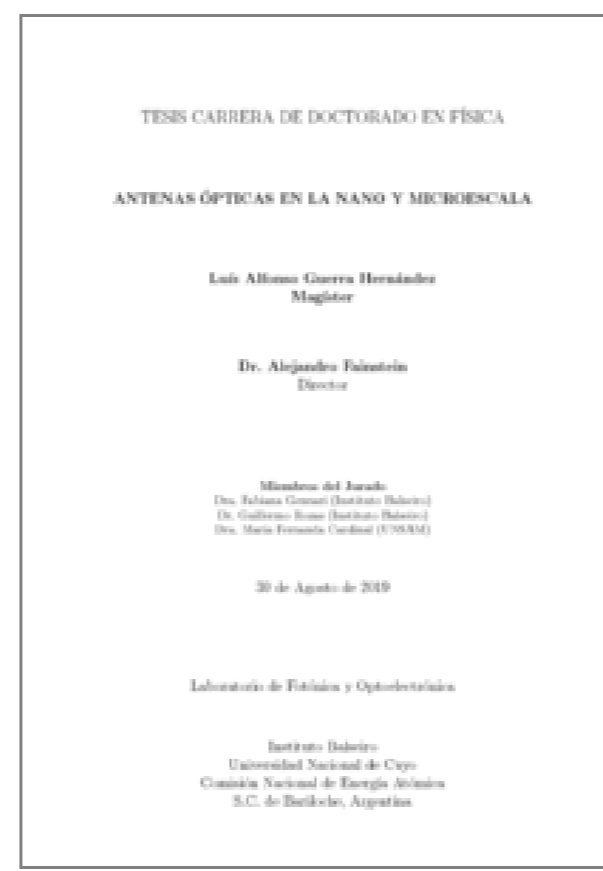 TESIS CARRERA DE DOCTORADO EN FÍSICA
ANTENAS ÓPTICAS EN LA NANO Y MICROESCALA
Luis Alfonso Guerra Hernández
Magíster
Dr. Alejandro Fainstein
Director
Miembros del Jurado
Dra. Fabiana Gennari (Instituto Balseiro)
Dr. Guillermo (Instituto Balseiro)
Dra. María Fernanda Cardinal (UNSAM)
30 de Agosto de 2019
Laboratorio de Fotónica y Optoelectrónica
Instituto Balseiro
Universidad Nacional de Cuyo
Comisión Nacional de Energía Atómica
S.C. de Bariloche, Argentina